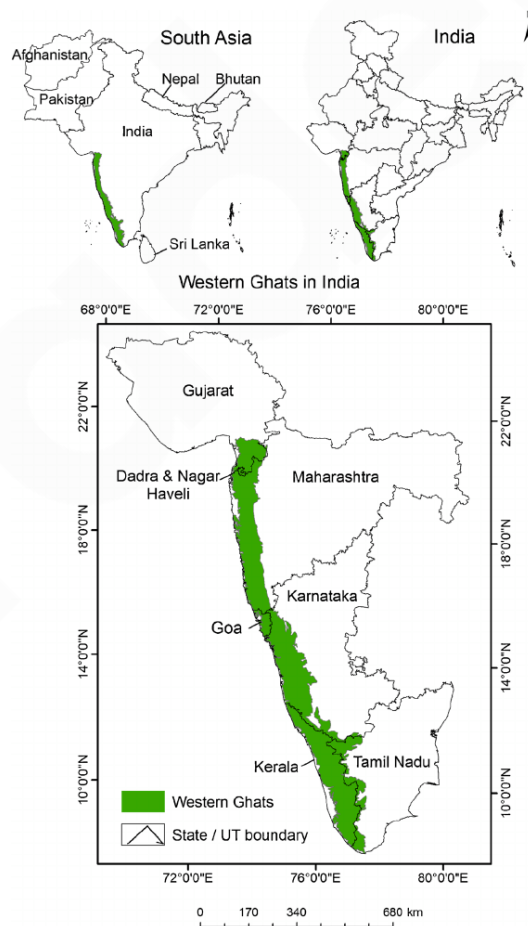 South Asia
India
Afghanistan
Nepal
Bhutan
Pakistan
India
Sri Lanka
Western Ghats in India
68°0'0"E
72°0'0"E
76°0'0"E
80°0'0"E
22°0'0"N
18°0'0"N
14°0'0"N
10°0'0"N
Gujarat
Dadra & Nagar
Haveli
Maharashtra
Karnataka
Goa
Kerala
Tamil Nadu
Western Ghats
State / UT boundary
22°0'0"N
18°0'0"N
14°0'0"N
10°0'0"N
72°0'0"E
76°0'0"E
80°0'0"E
0 170 340 680 km